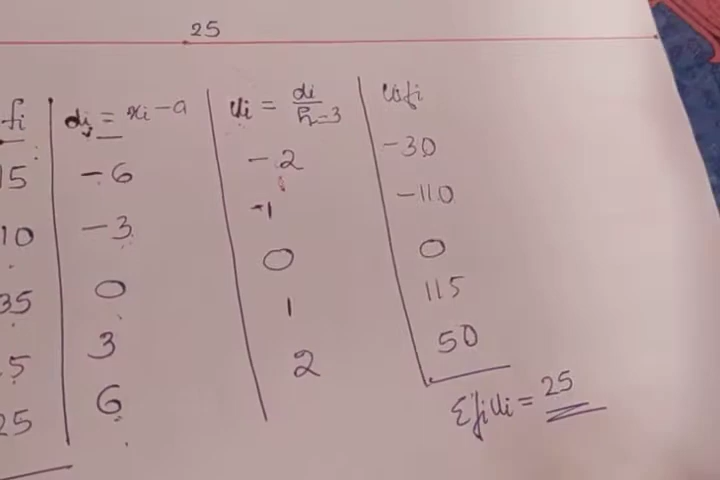 25
fi | di = xi - a | ui = di/h=3 | uifi
15 | -6 | -2 | -30
10 | -3 | -1 | -110
35 | 0 | 0 | 0
5 | 3 | 1 | 115
25 | 6 | 2 | 50
Σfiui = 25